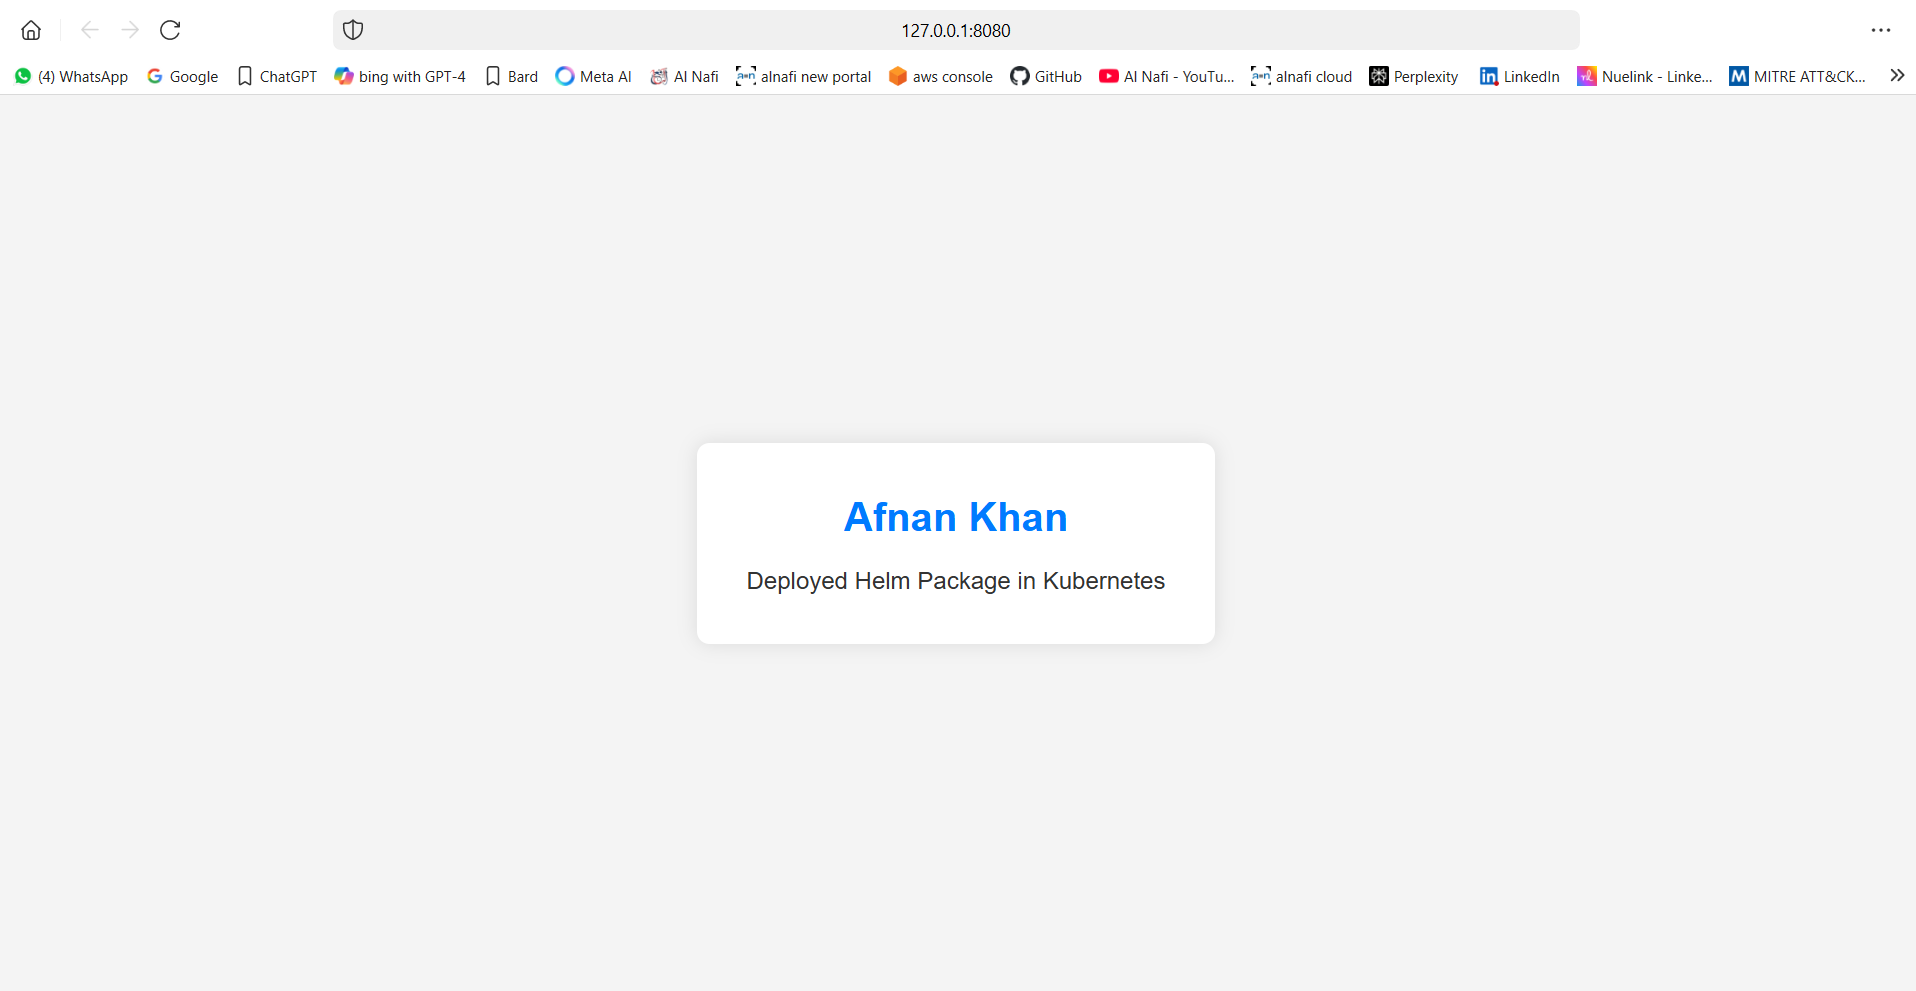 127.0.0.1:8080
(4) WhatsApp Google ChatGPT bing with GPT-4 Bard Meta AI Al Nafi alnafi new portal aws console GitHub Al Nafi - YouTu... alnafi cloud Perplexity LinkedIn Nuelink - Linke... MITRE ATT&CK...
Afnan Khan
Deployed Helm Package in Kubernetes